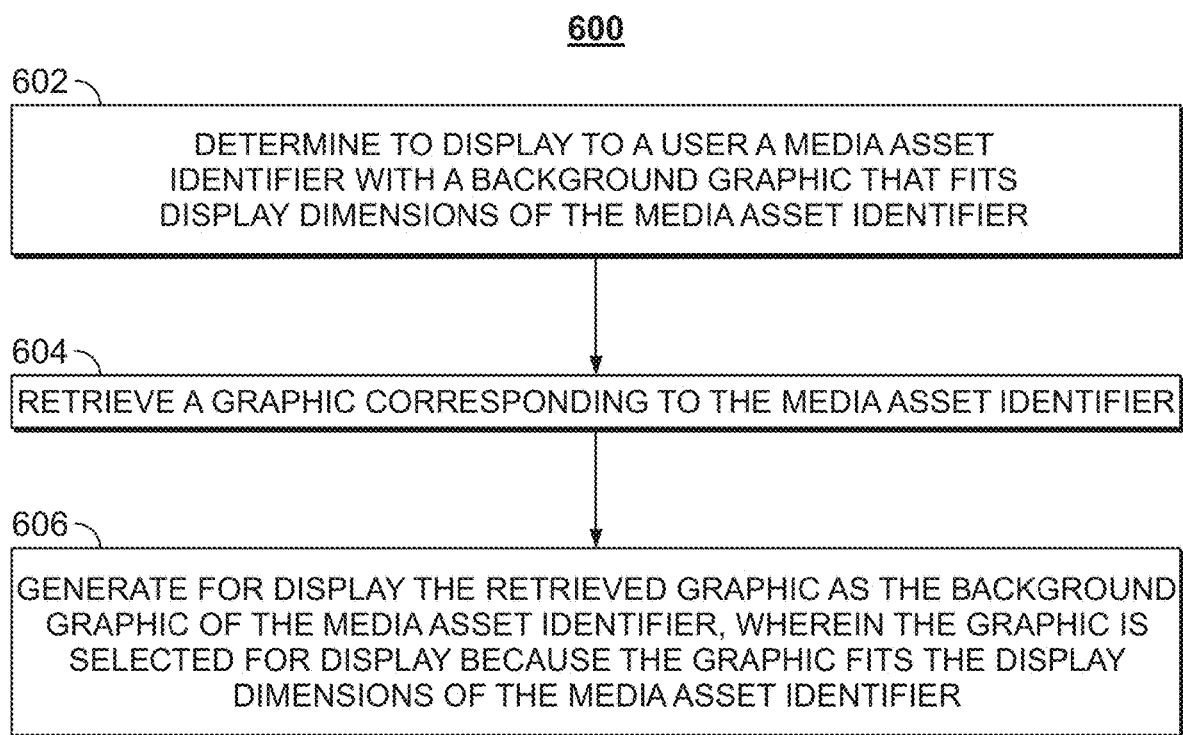 600
602
DETERMINE TO DISPLAY TO A USER A MEDIA ASSET
IDENTIFIER WITH A BACKGROUND GRAPHIC THAT FITS
DISPLAY DIMENSIONS OF THE MEDIA ASSET IDENTIFIER
604
RETRIEVE A GRAPHIC CORRESPONDING TO THE MEDIA ASSET IDENTIFIER
606
GENERATE FOR DISPLAY THE RETRIEVED GRAPHIC AS THE BACKGROUND
GRAPHIC OF THE MEDIA ASSET IDENTIFIER, WHEREIN THE GRAPHIC IS
SELECTED FOR DISPLAY BECAUSE THE GRAPHIC FITS THE DISPLAY
DIMENSIONS OF THE MEDIA ASSET IDENTIFIER